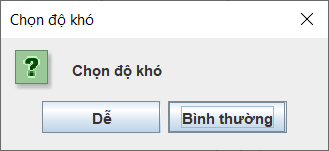 Chọn độ khó
Chọn độ khó
Dễ
Bình thường